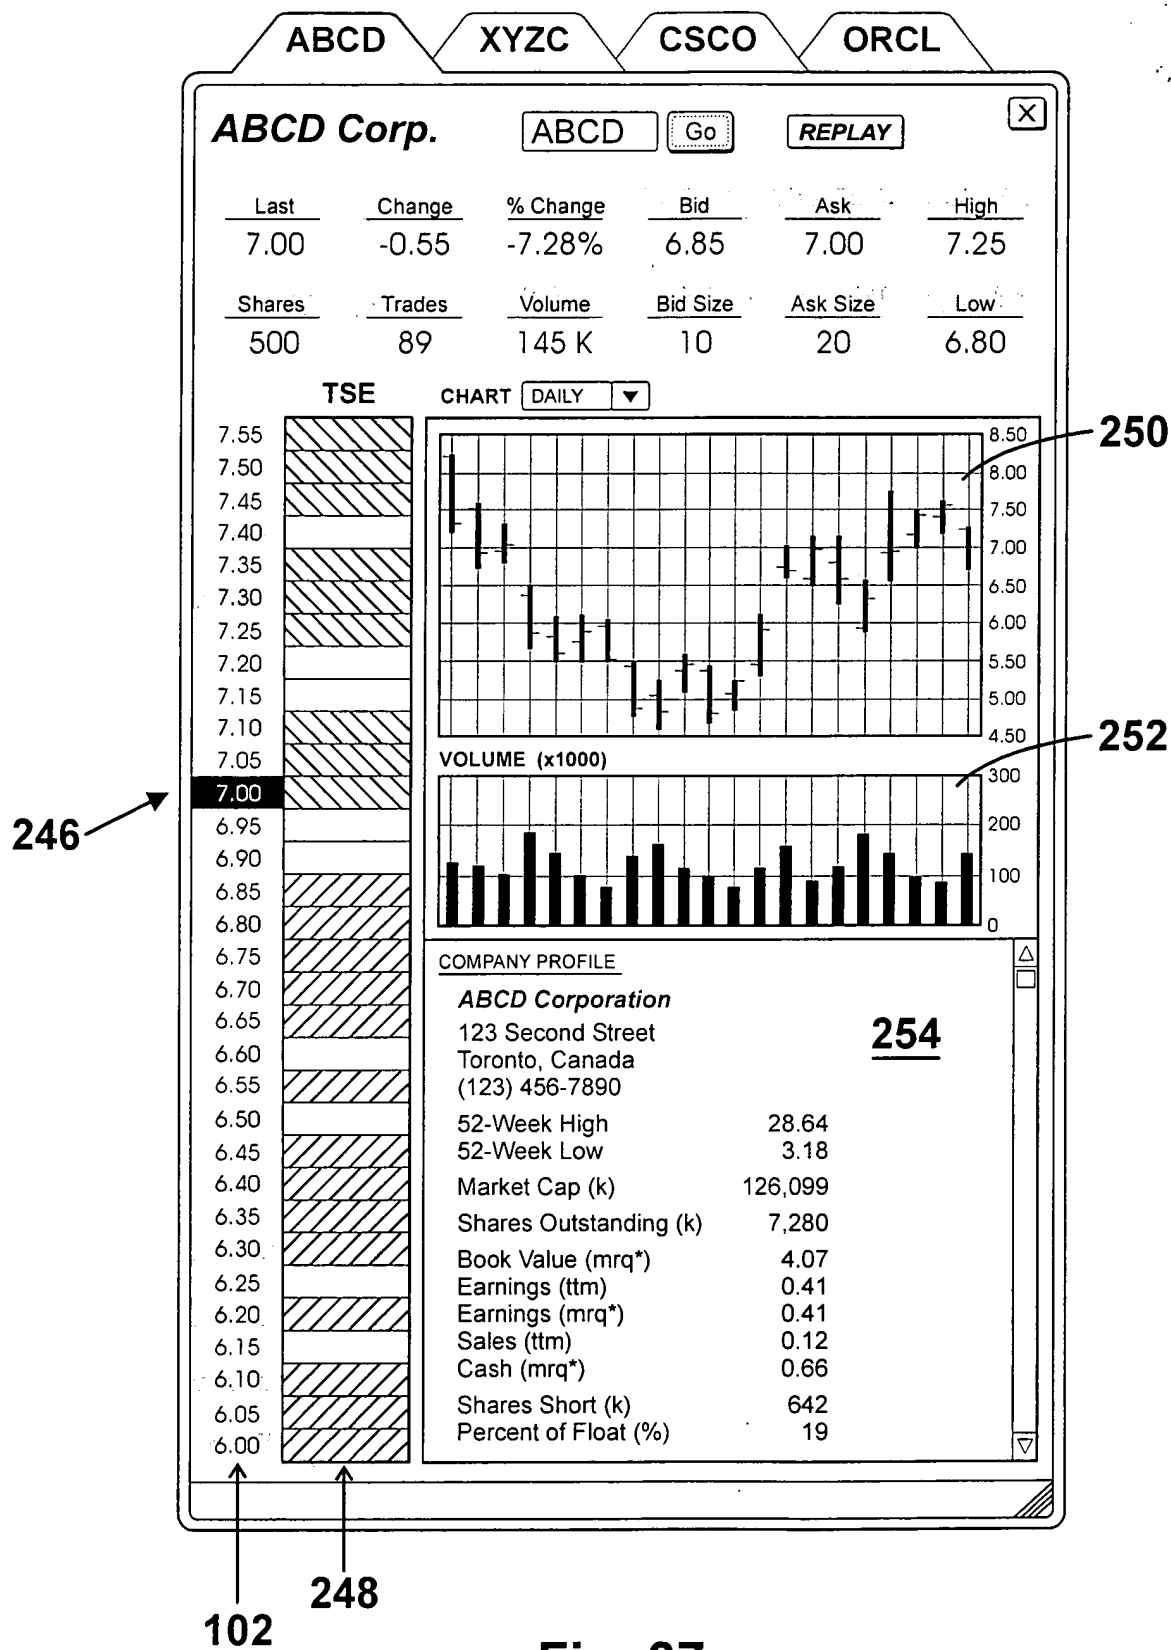 ABCD XYZC CSCO ORCL
ABCD Corp. ABCD Go REPLAY X
Last Change % Change Bid Ask High
7.00 -0.55 -7.28% 6.85 7.00 7.25
Shares Trades Volume Bid Size Ask Size Low
500 89 145 K 10 20 6.80
TSE
7.55
7.50
7.45
7.40
7.35
7.30
7.25
7.20
7.15
7.10
7.05
7.00
6.95
6.90
6.85
6.80
6.75
6.70
6.65
6.60
6.55
6.50
6.45
6.40
6.35
6.30
6.25
6.20
6.15
6.10
6.05
6.00
CHART DAILY
8.50
8.00
7.50
7.00
6.50
6.00
5.50
5.00
4.50
VOLUME (x1000)
300
200
100
0
COMPANY PROFILE
ABCD Corporation
123 Second Street
Toronto, Canada
(123) 456-7890
52-Week High 28.64
52-Week Low 3.18
Market Cap (k) 126,099
Shares Outstanding (k) 7,280
Book Value (mrq*) 4.07
Earnings (ttm) 0.41
Earnings (mrq*) 0.41
Sales (ttm) 0.12
Cash (mrq*) 0.66
Shares Short (k) 642
Percent of Float (%) 19
250
252
254
246
248
102